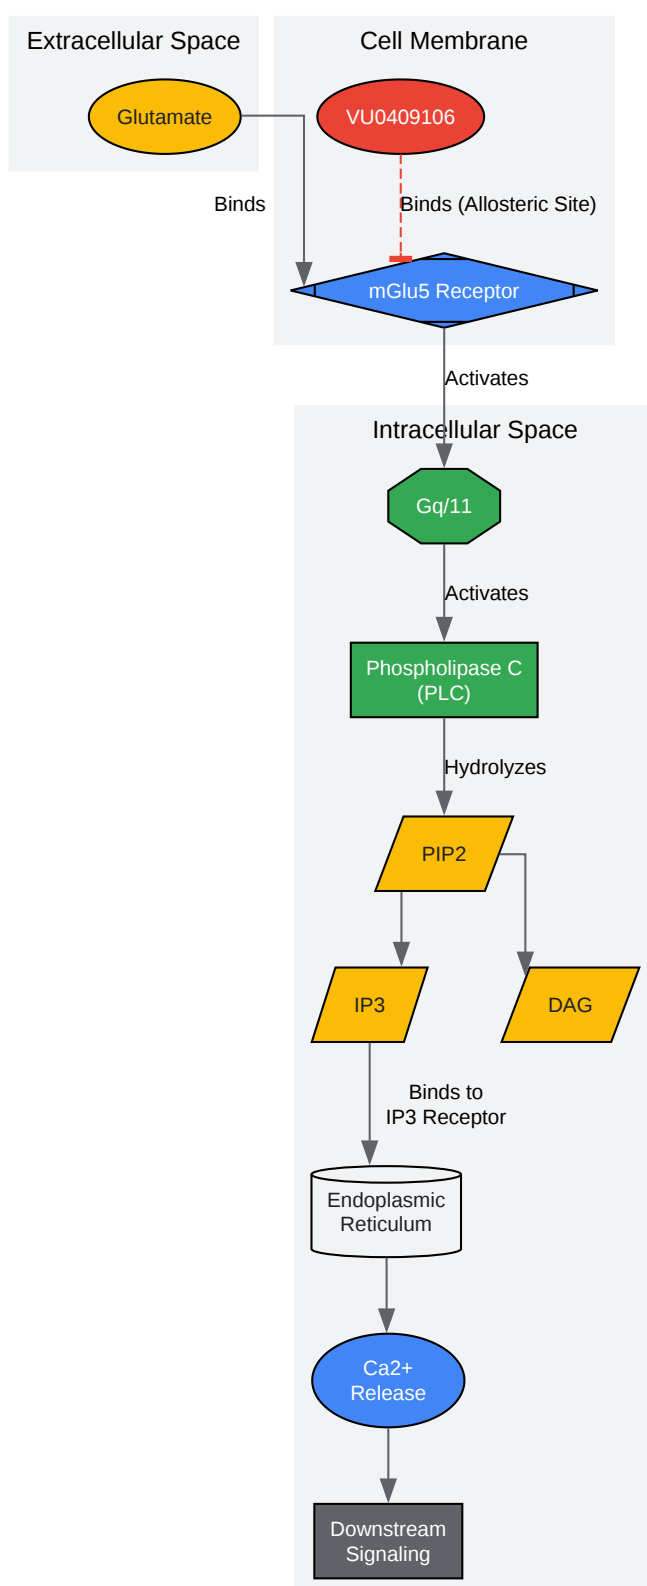 Extracellular Space
Cell Membrane
Glutamate
VU0409106
Binds
Binds (Allosteric Site)
mGlu5 Receptor
Activates
Intracellular Space
Gq/11
Activates
Phospholipase C
(PLC)
Hydrolyzes
PIP2
IP3
DAG
Binds to
IP3 Receptor
Endoplasmic
Reticulum
Ca2+
Release
Downstream
Signaling